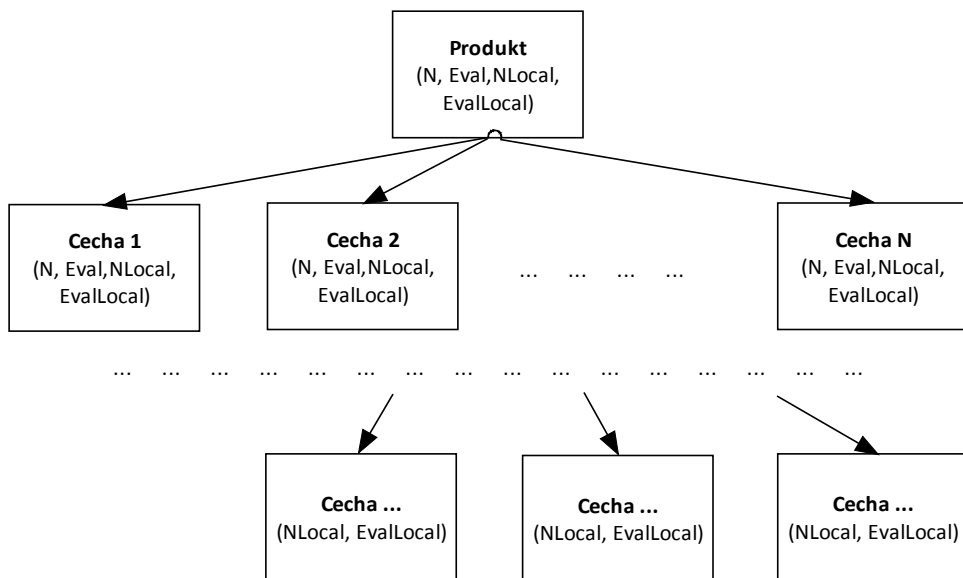 Produkt
(N, Eval,NLocal,
EvalLocal)
Cecha 1
(N, Eval,NLocal,
EvalLocal)
Cecha 2
(N, Eval,NLocal,
EvalLocal)
... ... ... ...
Cecha N
(N, Eval,NLocal,
EvalLocal)
... ... ... ... ... ... ... ... ... ... ... ... ... ... ... ...
Cecha ...
(NLocal, EvalLocal)
Cecha ...
(NLocal, EvalLocal)
Cecha ...
(NLocal, EvalLocal)